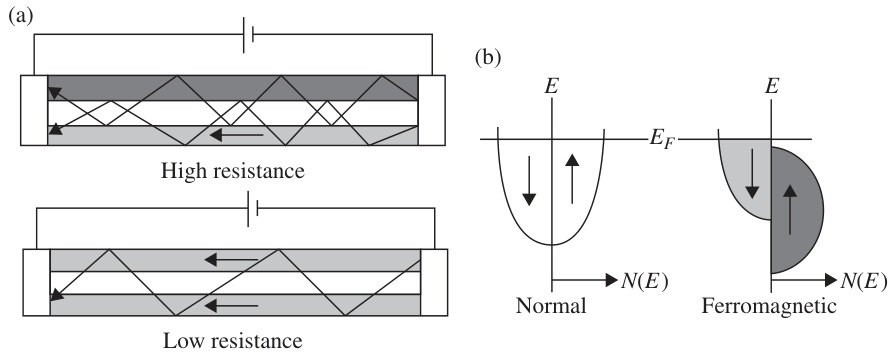 (a)
High resistance
Low resistance
(b)
E
E
E_F
N(E)
N(E)
Normal
Ferromagnetic